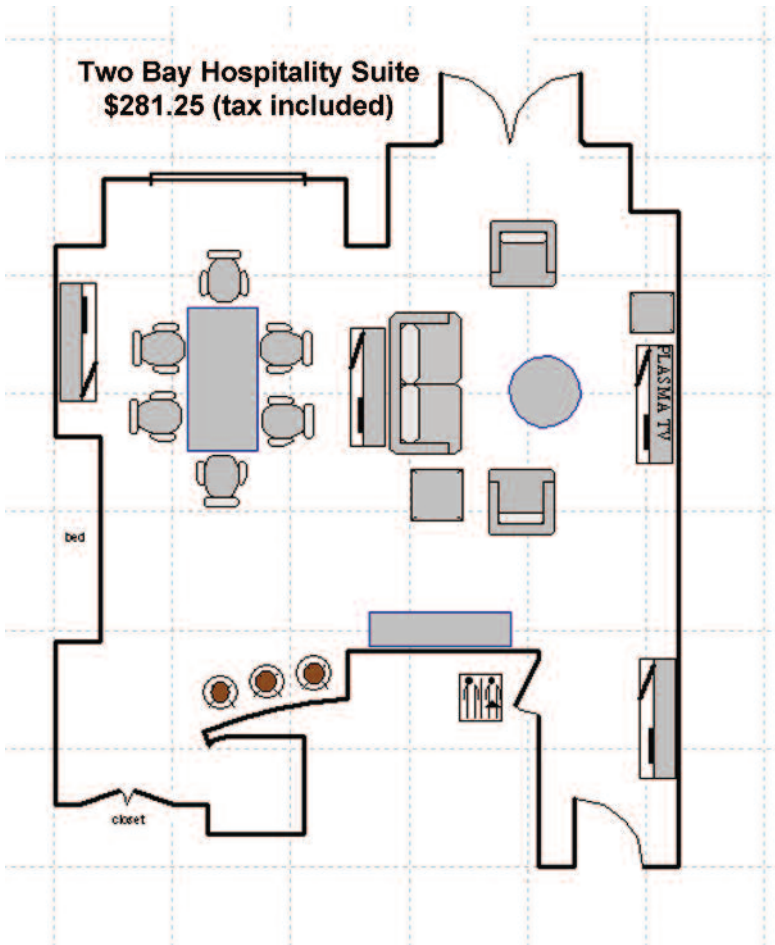 Two Bay Hospitality Suite
$281.25 (tax included)
PLASMA TV
bed
closet